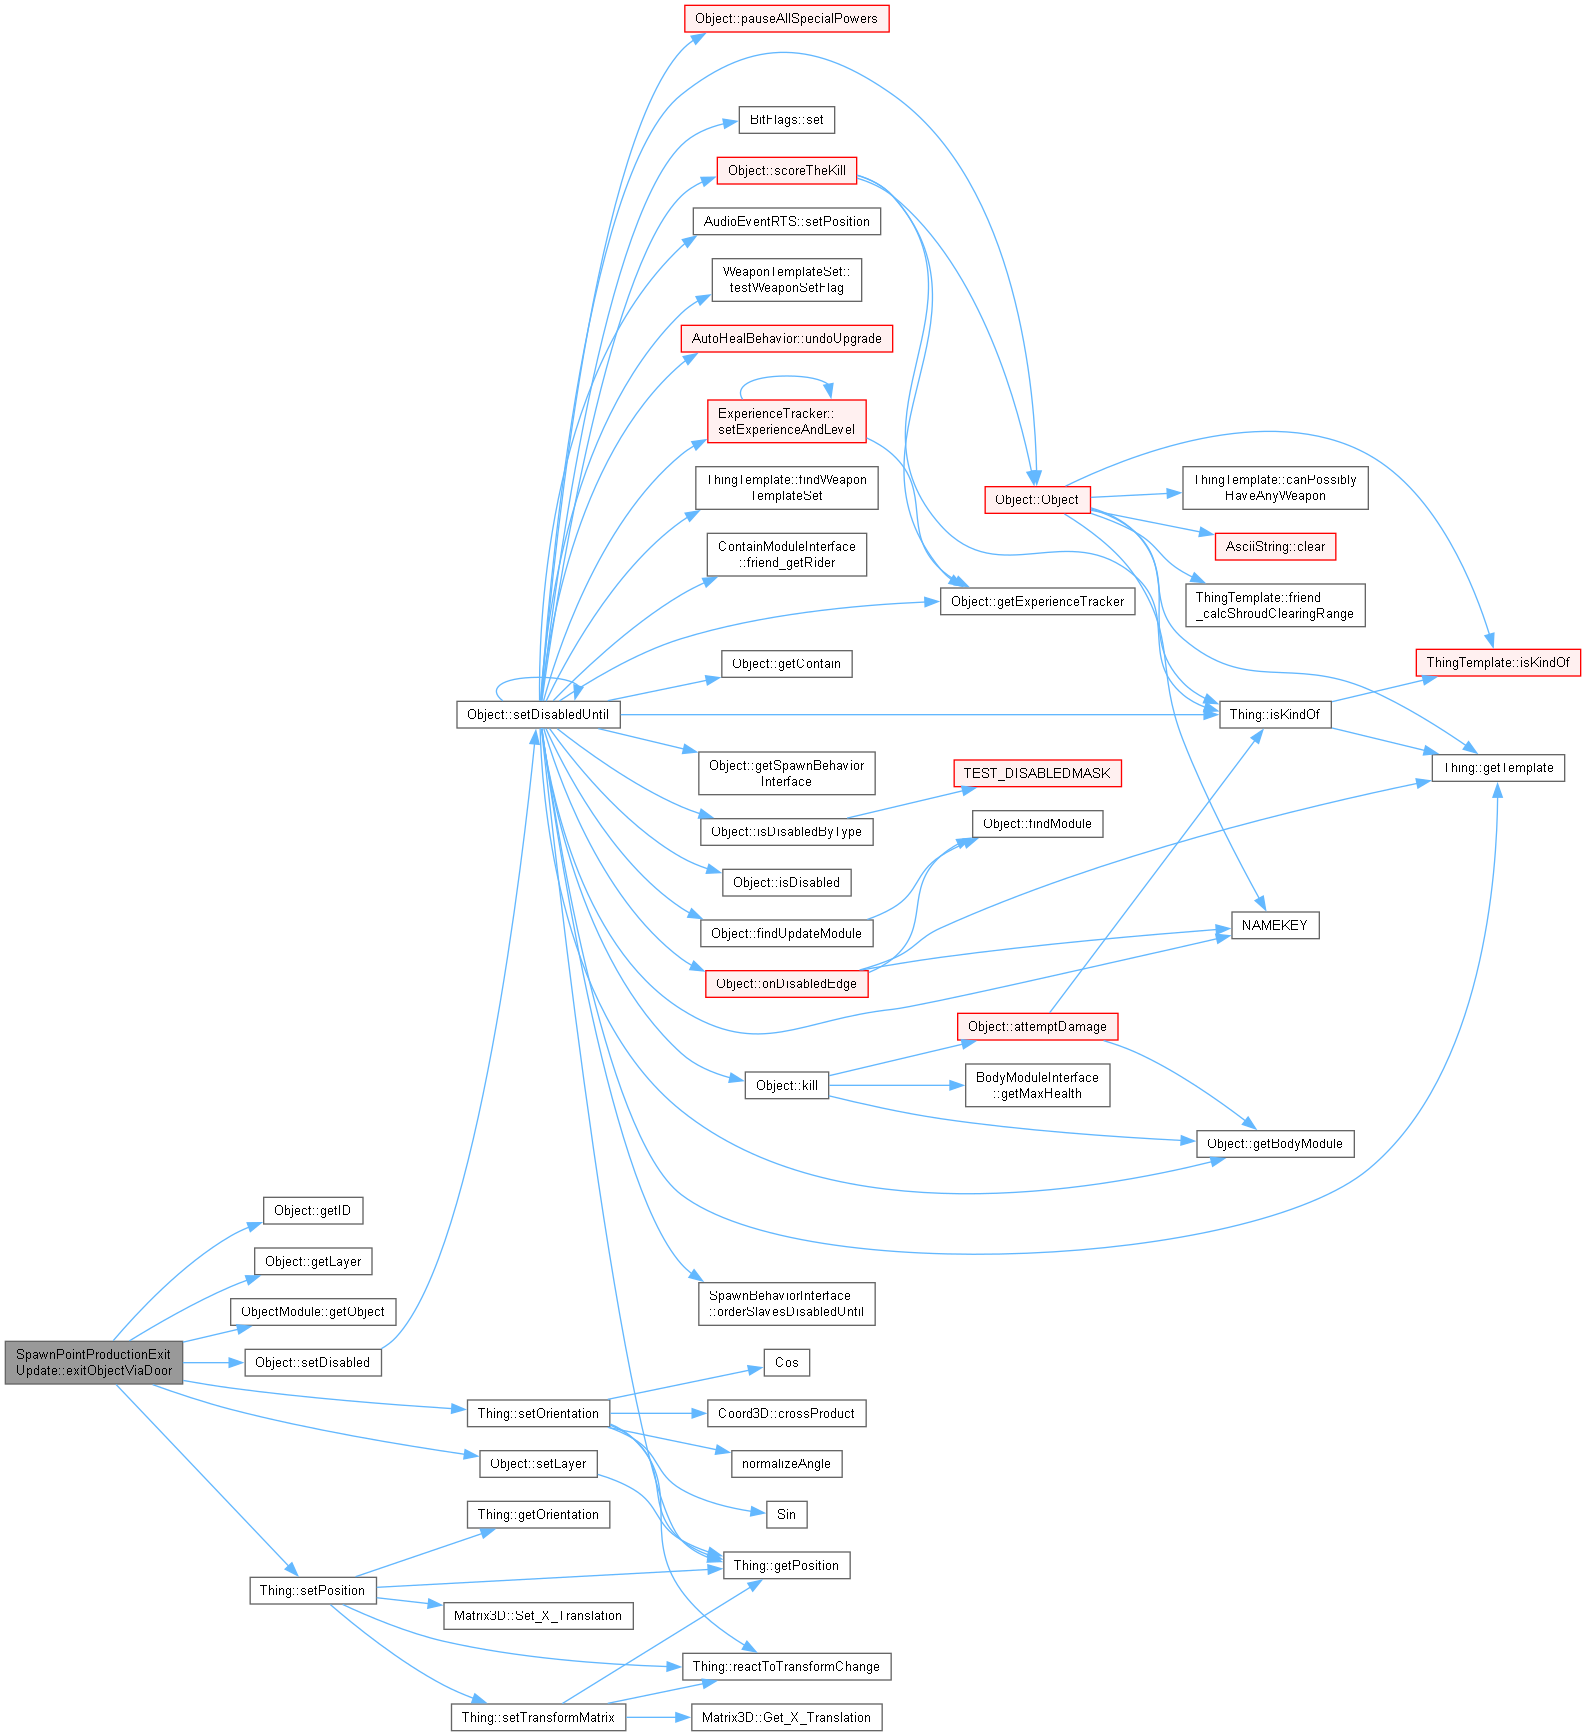 Object::pauseAllSpecialPowers
BitFlags::set
Object::scoreTheKill
AudioEventRTS::setPosition
WeaponTemplateSet::
testWeaponSetFlag
AutoHealBehavior::undoUpgrade
ExperienceTracker::
setExperienceAndLevel
ThingTemplate::findWeapon
TemplateSet
ContainModuleInterface
::friend_getRider
Object::getExperienceTracker
Object::getContain
Object::setDisabledUntil
Object::getSpawnBehavior
Interface
Object::isDisabledByType
Object::isDisabled
Object::findUpdateModule
Object::onDisabledEdge
Object::kill
Object::Object
ThingTemplate::canPossibly
HaveAnyWeapon
AsciiString::clear
ThingTemplate::friend
_calcShroudClearingRange
ThingTemplate::isKindOf
Thing::isKindOf
Thing::getTemplate
TEST_DISABLEDMASK
Object::findModule
NAMEKEY
Object::attemptDamage
BodyModuleInterface
::getMaxHealth
Object::getBodyModule
SpawnBehaviorInterface
::orderSlavesDisabledUntil
Object::getID
Object::getLayer
ObjectModule::getObject
SpawnPointProductionExit
Update::exitObjectViaDoor
Object::setDisabled
Thing::setOrientation
Object::setLayer
Cos
Coord3D::crossProduct
normalizeAngle
Sin
Thing::getOrientation
Thing::getPosition
Thing::setPosition
Matrix3D::Set_X_Translation
Thing::reactToTransformChange
Thing::setTransformMatrix
Matrix3D::Get_X_Translation